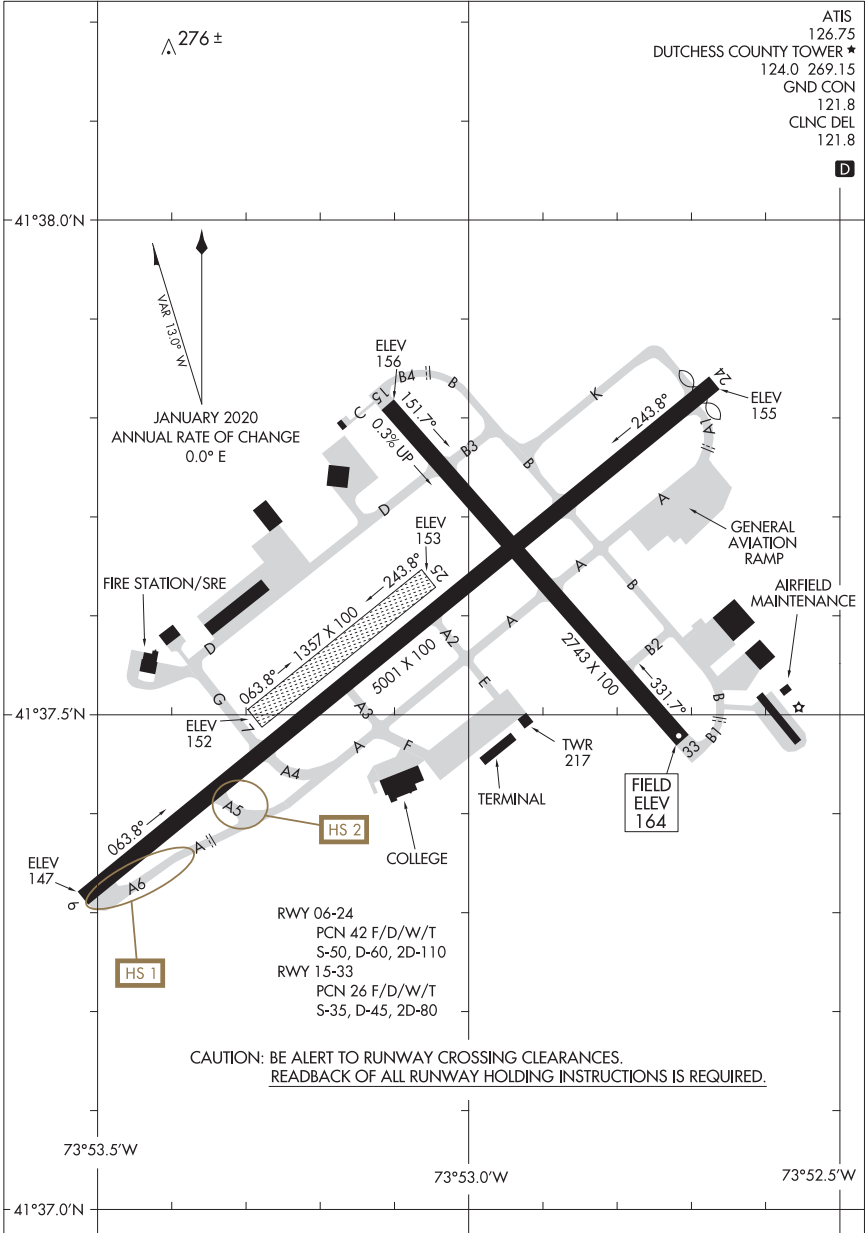 276 ±
ATIS
126.75
DUTCHESS COUNTY TOWER ★
124.0 269.15
GND CON
121.8
CLNC DEL
121.8
D
41°38.0'N
VAR 13.0° W
JANUARY 2020
ANNUAL RATE OF CHANGE
0.0° E
ELEV
156
B4
B
B
C
15
151.7°
0.3% UP
B3
B
K
24
243.8°
ELEV
155
A1
A
GENERAL
AVIATION
RAMP
D
ELEV
153
25
243.8°
1357 X 100
063.8°
7
ELEV
152
FIRE STATION/SRE
D
G
5001 X 100
A2
A
A
B
B2
B
AIRFIELD
MAINTENANCE
E
2743 X 100
331.7°
33
B1
41°37.5'N
A3
A
F
A4
TWR
217
TERMINAL
FIELD
ELEV
164
COLLEGE
A5
HS 2
063.8°
A
A6
ELEV
147
6
HS 1
RWY 06-24
PCN 42 F/D/W/T
S-50, D-60, 2D-110
RWY 15-33
PCN 26 F/D/W/T
S-35, D-45, 2D-80
CAUTION: BE ALERT TO RUNWAY CROSSING CLEARANCES.
READBACK OF ALL RUNWAY HOLDING INSTRUCTIONS IS REQUIRED.
73°53.5'W
73°53.0'W
73°52.5'W
41°37.0'N